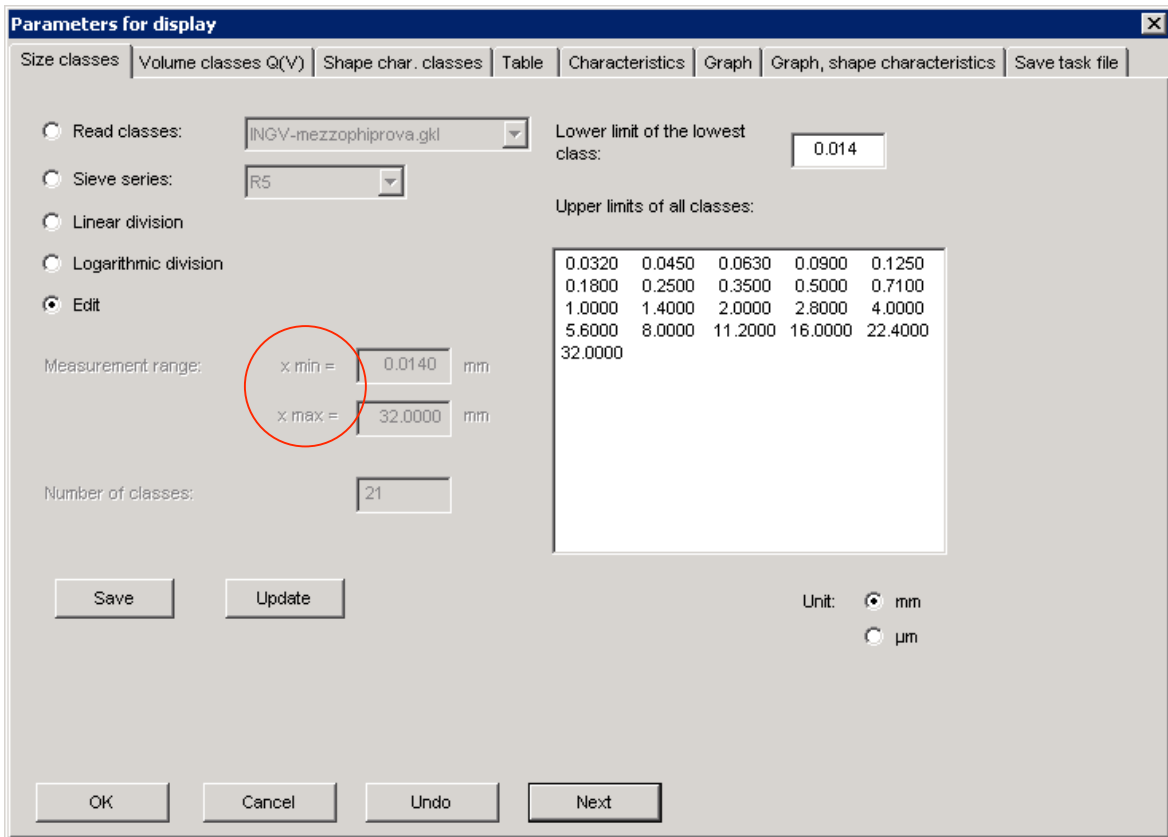 Parameters for display
Size classes Volume classes Q(V) Shape char. classes Table Characteristics Graph Graph, shape characteristics Save task file
Read classes: INGV-mezzophiprova.gkl
Sieve series: R5
Linear division
Logarithmic division
Edit
Measurement range: x min = 0.0140 mm
x max = 32.0000 mm
Number of classes: 21
Save Update
Lower limit of the lowest
class: 0.014
Upper limits of all classes:
0.0320 0.0450 0.0630 0.0900 0.1250
0.1800 0.2500 0.3500 0.5000 0.7100
1.0000 1.4000 2.0000 2.8000 4.0000
5.6000 8.0000 11.2000 16.0000 22.4000
32.0000
Unit: mm
µm
OK Cancel Undo Next